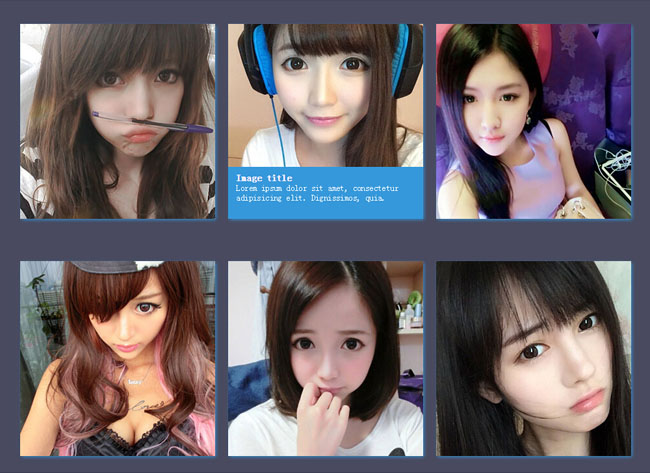 Image title
Lorem ipsum dolor sit amet, consectetur
adipisicing elit. Dignissimos, quia.